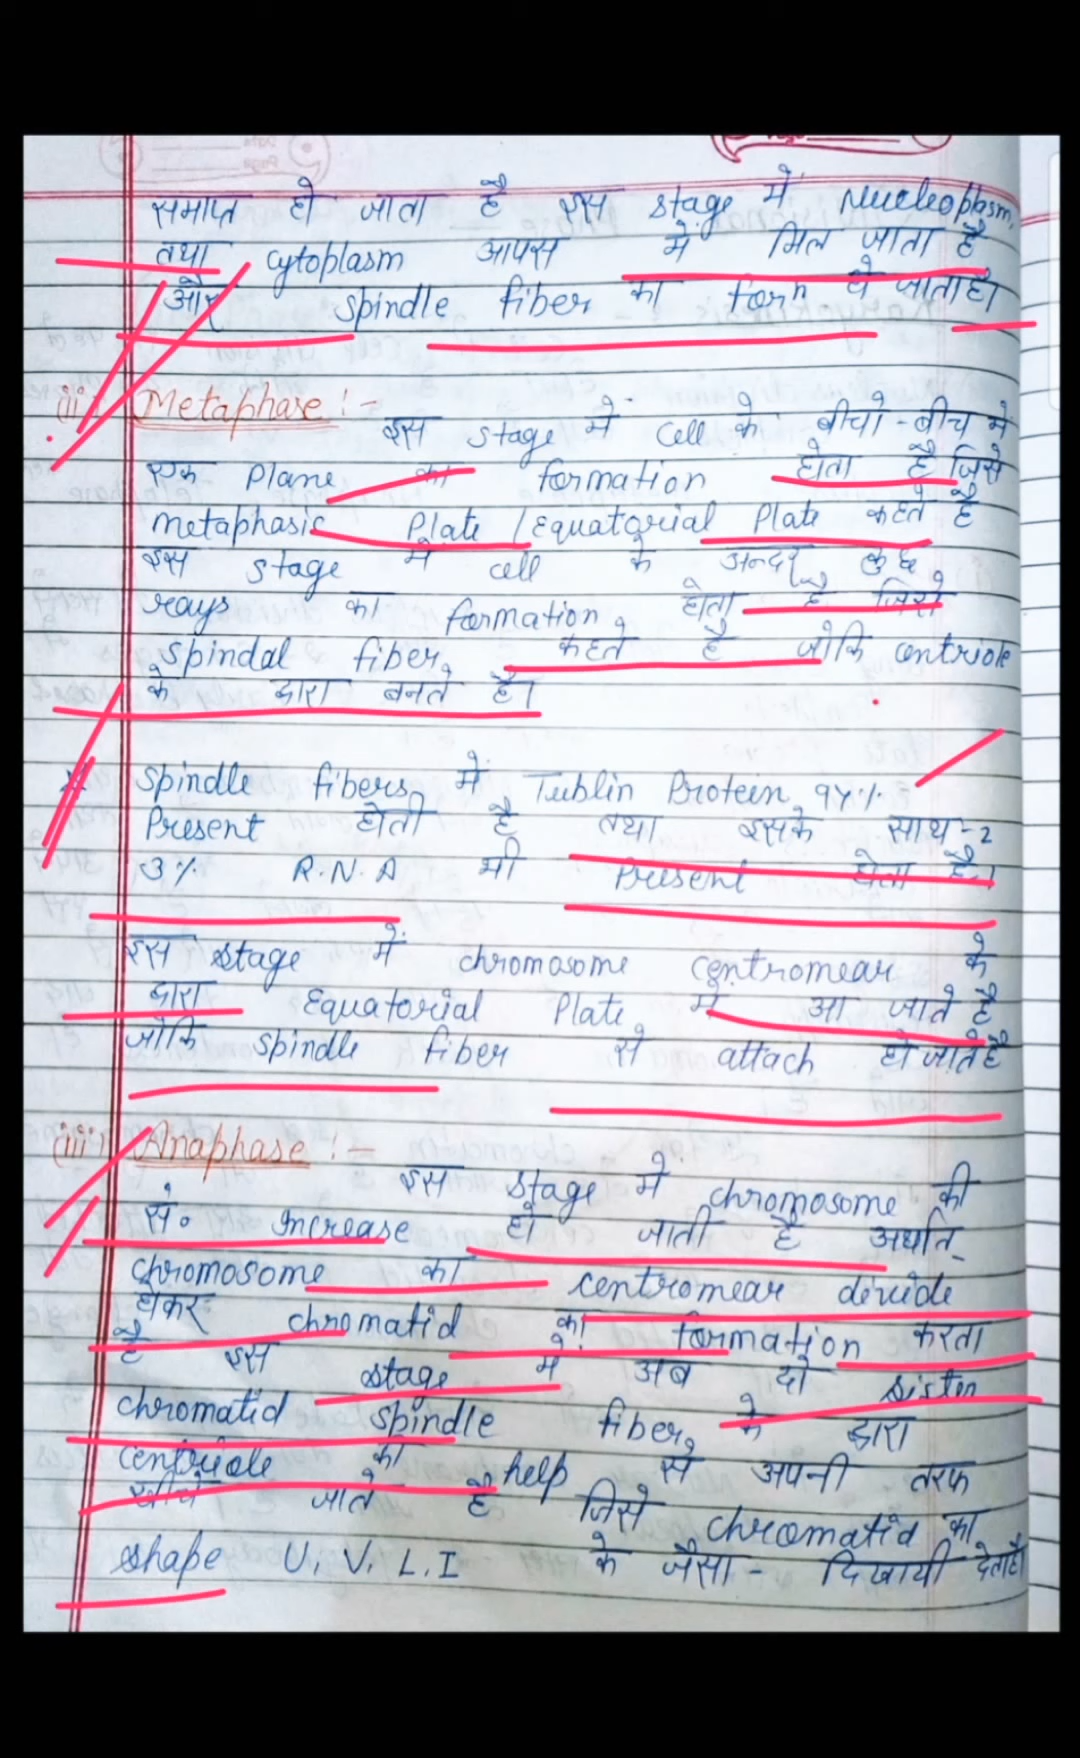 समाप्त हो जाता है इस stage में Nucleoplasm,
तथा cytoplasm आपस में मिल जाता है
और spindle fiber का form हो जाता है।
(ii) Metaphase :-
इस stage में cell के बीचो-बीच में
एक Plane का formation होता है जिसे
metaphasic Plate / Equatorial Plate कहते है
इस stage में cell के अन्दर कुछ
rays का formation होता है जिसे
spindal fiber कहते है जोकि centriole
के द्वारा बनते है।
Spindle fibers में Tublin Protein 97%
Present होती है तथा इसके साथ-2
3% R.N.A भी Present होता है।
इस stage में chromosome centromear के
द्वारा Equatorial Plate में आ जाते है
जोकि spindle fiber से attach हो जाते है
(iii) Anaphase :-
इस stage में chromosome की
सं० Increase हो जाती है अर्थात
chromosome का centromear divide
होकर chromatid का formation करता
है इस stage में अब दो sister
chromatid spindle fiber के द्वारा
centriole का help से अपनी तरफ
खीचे जाते है जिसे chromatid का
shape U, V, L, I के जैसा - दिखायी देता है।